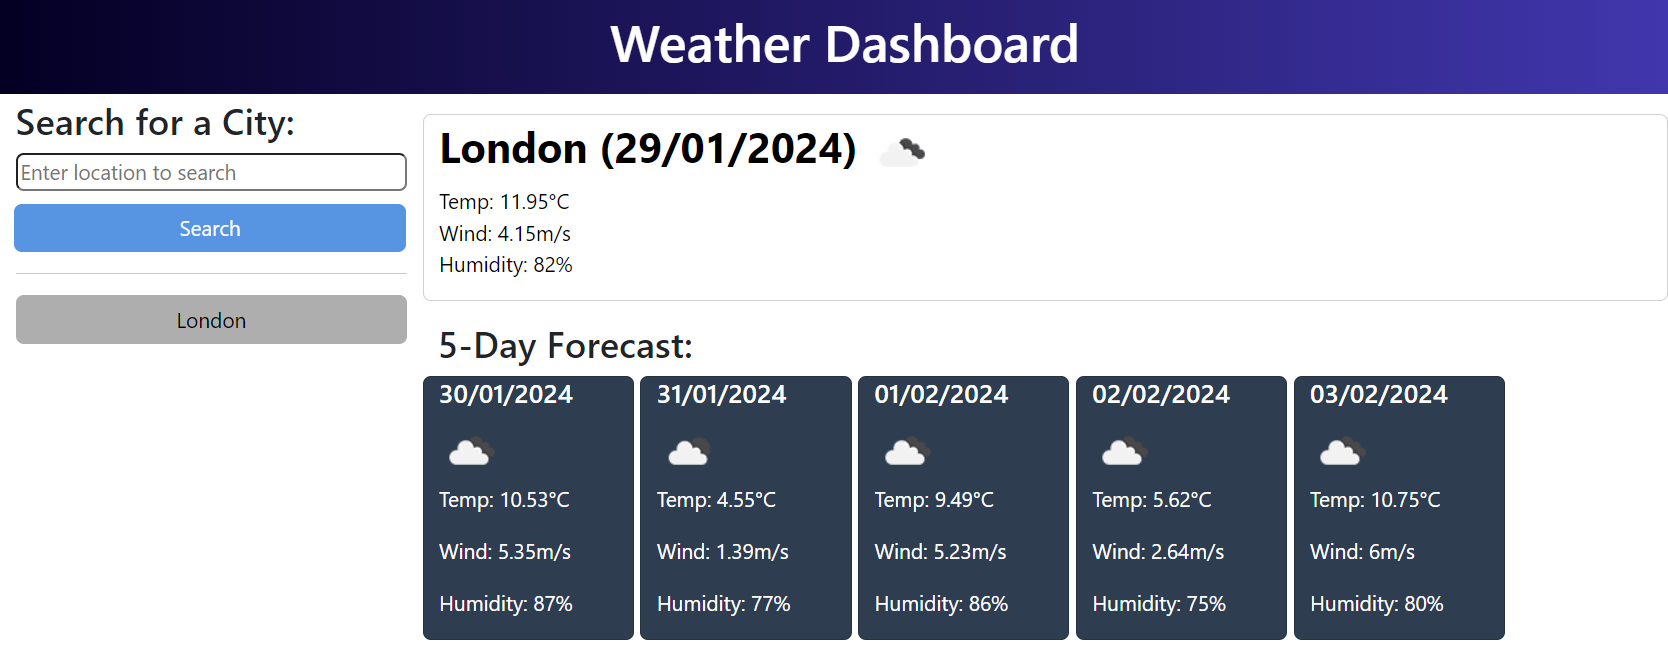 Weather Dashboard
Search for a City:
Enter location to search
Search
London
London (29/01/2024)
Temp: 11.95°C
Wind: 4.15m/s
Humidity: 82%
5-Day Forecast:
30/01/2024
Temp: 10.53°C
Wind: 5.35m/s
Humidity: 87%
31/01/2024
Temp: 4.55°C
Wind: 1.39m/s
Humidity: 77%
01/02/2024
Temp: 9.49°C
Wind: 5.23m/s
Humidity: 86%
02/02/2024
Temp: 5.62°C
Wind: 2.64m/s
Humidity: 75%
03/02/2024
Temp: 10.75°C
Wind: 6m/s
Humidity: 80%